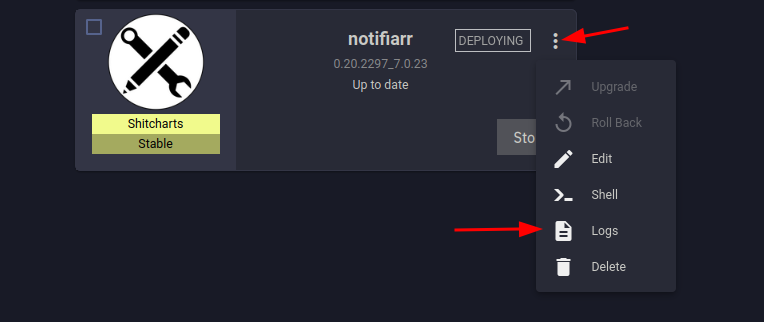 notifiarr
DEPLOYING
0.20.2297_7.0.23
Up to date
Shitcharts
Stable
Sto
Upgrade
Roll Back
Edit
Shell
Logs
Delete